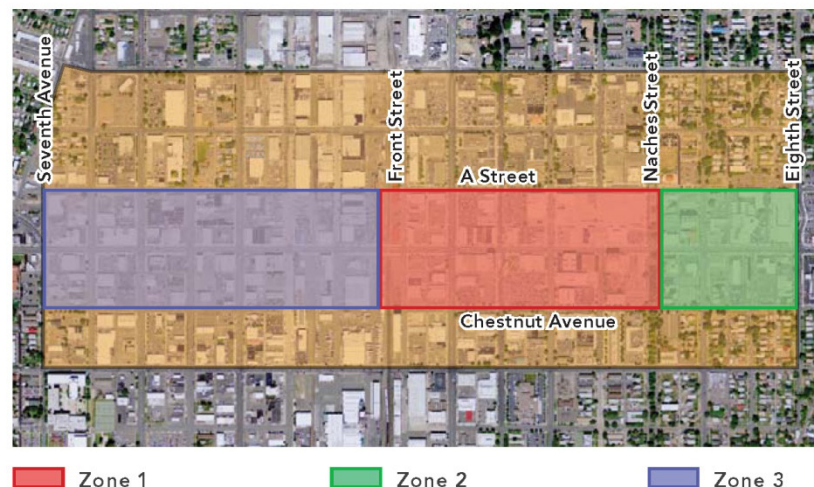 Seventh Avenue
Front Street
Naches Street
Eighth Street
A Street
Chestnut Avenue
Zone 1
Zone 2
Zone 3